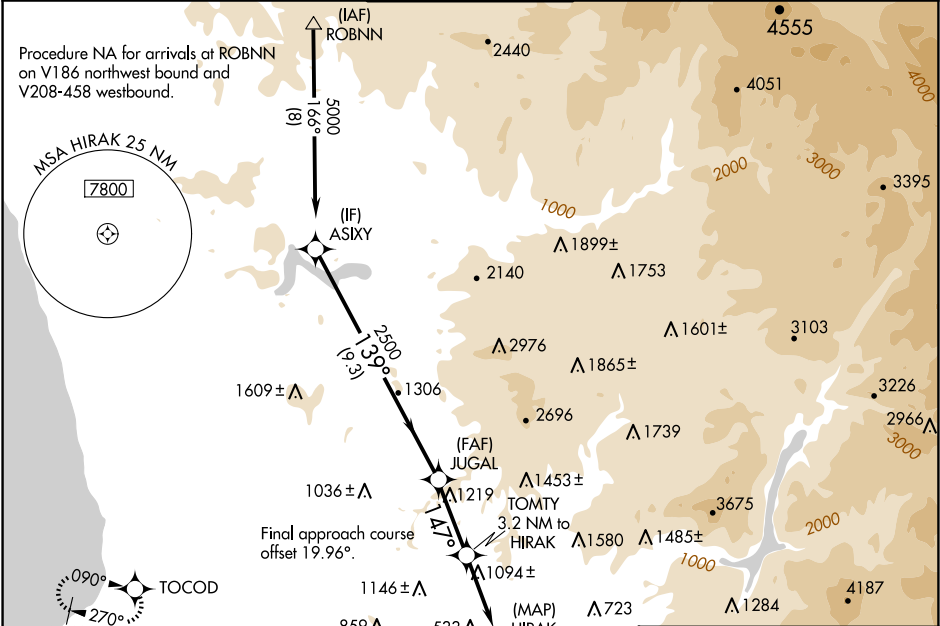 (IAF)
ROBNN
4555
2440
Procedure NA for arrivals at ROBNN
on V186 northwest bound and
V208-458 westbound.
4051
4000
5000
166°
(8)
MSA HIRAK 25 NM
7800
2000
3000
3395
1000
(IF)
ASIXY
1899±
1753
2140
2500
139°
(9.3)
1601±
3103
2976
1865±
1609±
1306
3226
2696
2966
1739
3000
(FAF)
JUGAL
1453±
1036±
1219
TOMTY
3.2 NM to
HIRAK
3675
147°
Final approach course
offset 19.96°.
1580
1485±
2000
1000
1094±
090°
TOCOD
1146±
4187
270°
(MAP)
HIRAK
723
1284
859
522